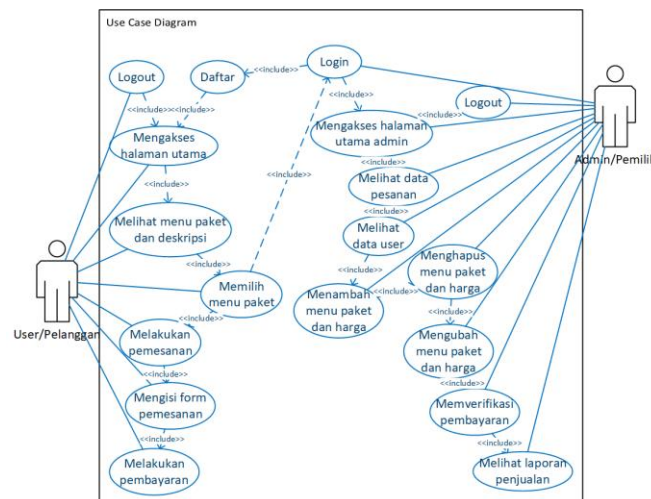 Use Case Diagram
Login
<<include>>
Daftar
Logout
<<include>>
Logout
<<include>>
<<include>>
<<include>>
Mengakses
halaman utama
Mengakses halaman
utama admin
Admin/Pemilik
<<include>>
<<include>>
<<include>>
Melihat data
pesanan
<<include>>
Melihat menu paket
dan deskripsi
Melihat
data user
<<include>>
Menghapus
menu paket
dan harga
<<include>>
Memilih
menu paket
Menambah
menu paket
dan harga
<<include>>
<<include>>
<<include>>
User/Pelanggan
Melakukan
pemesanan
Mengubah
menu paket
dan harga
<<include>>
<<include>>
Mengisi form
pemesanan
Memverifikasi
pembayaran
<<include>>
<<include>>
Melakukan
pembayaran
Melihat laporan
penjualan